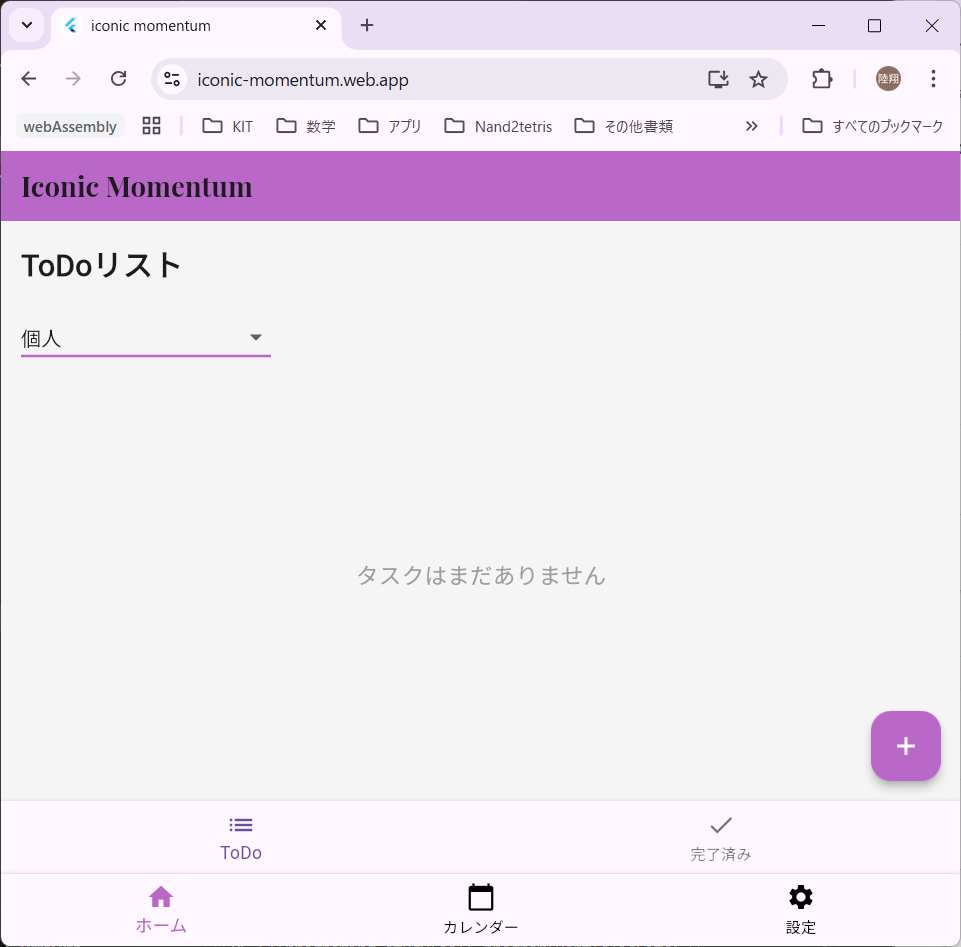 iconic momentum
iconic-momentum.web.app
陸翔
webAssembly
KIT
数学
アプリ
Nand2tetris
その他書類
すべてのブックマーク
Iconic Momentum
ToDoリスト
個人
タスクはまだありません
ToDo
完了済み
ホーム
カレンダー
設定